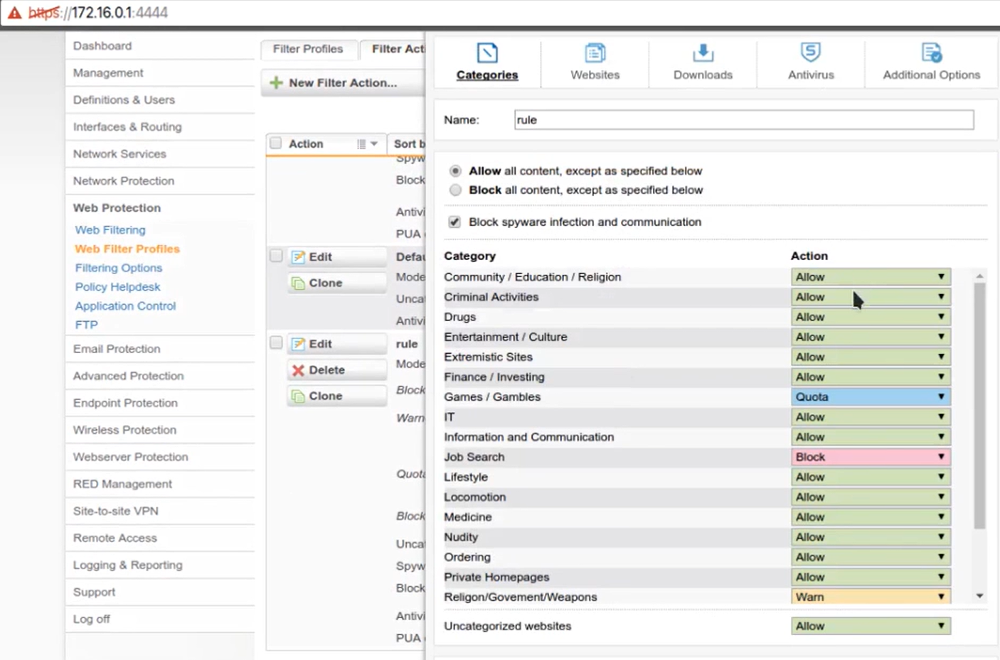 https://172.16.0.1:4444
Dashboard
Management
Definitions & Users
Interfaces & Routing
Network Services
Network Protection
Web Protection
Web Filtering
Web Filter Profiles
Filtering Options
Policy Helpdesk
Application Control
FTP
Email Protection
Advanced Protection
Endpoint Protection
Wireless Protection
Webserver Protection
RED Management
Site-to-site VPN
Remote Access
Logging & Reporting
Support
Log off
Filter Profiles
Filter Acti
New Filter Action...
Action
Sort b
Spyw
Block
Antivi
PUA
Edit
Defau
Clone
Mode
Uncat
Antivi
Edit
rule
Delete
Mode
Clone
Block
Warn
Quota
Block
Uncat
Spyw
Block
Antivi
PUA
Categories
Websites
Downloads
Antivirus
Additional Options
Name: rule
Allow all content, except as specified below
Block all content, except as specified below
Block spyware infection and communication
Category Action
Community / Education / Religion Allow
Criminal Activities Allow
Drugs Allow
Entertainment / Culture Allow
Extremistic Sites Allow
Finance / Investing Allow
Games / Gambles Quota
IT Allow
Information and Communication Allow
Job Search Block
Lifestyle Allow
Locomotion Allow
Medicine Allow
Nudity Allow
Ordering Allow
Private Homepages Allow
Religon/Govement/Weapons Warn
Uncategorized websites Allow